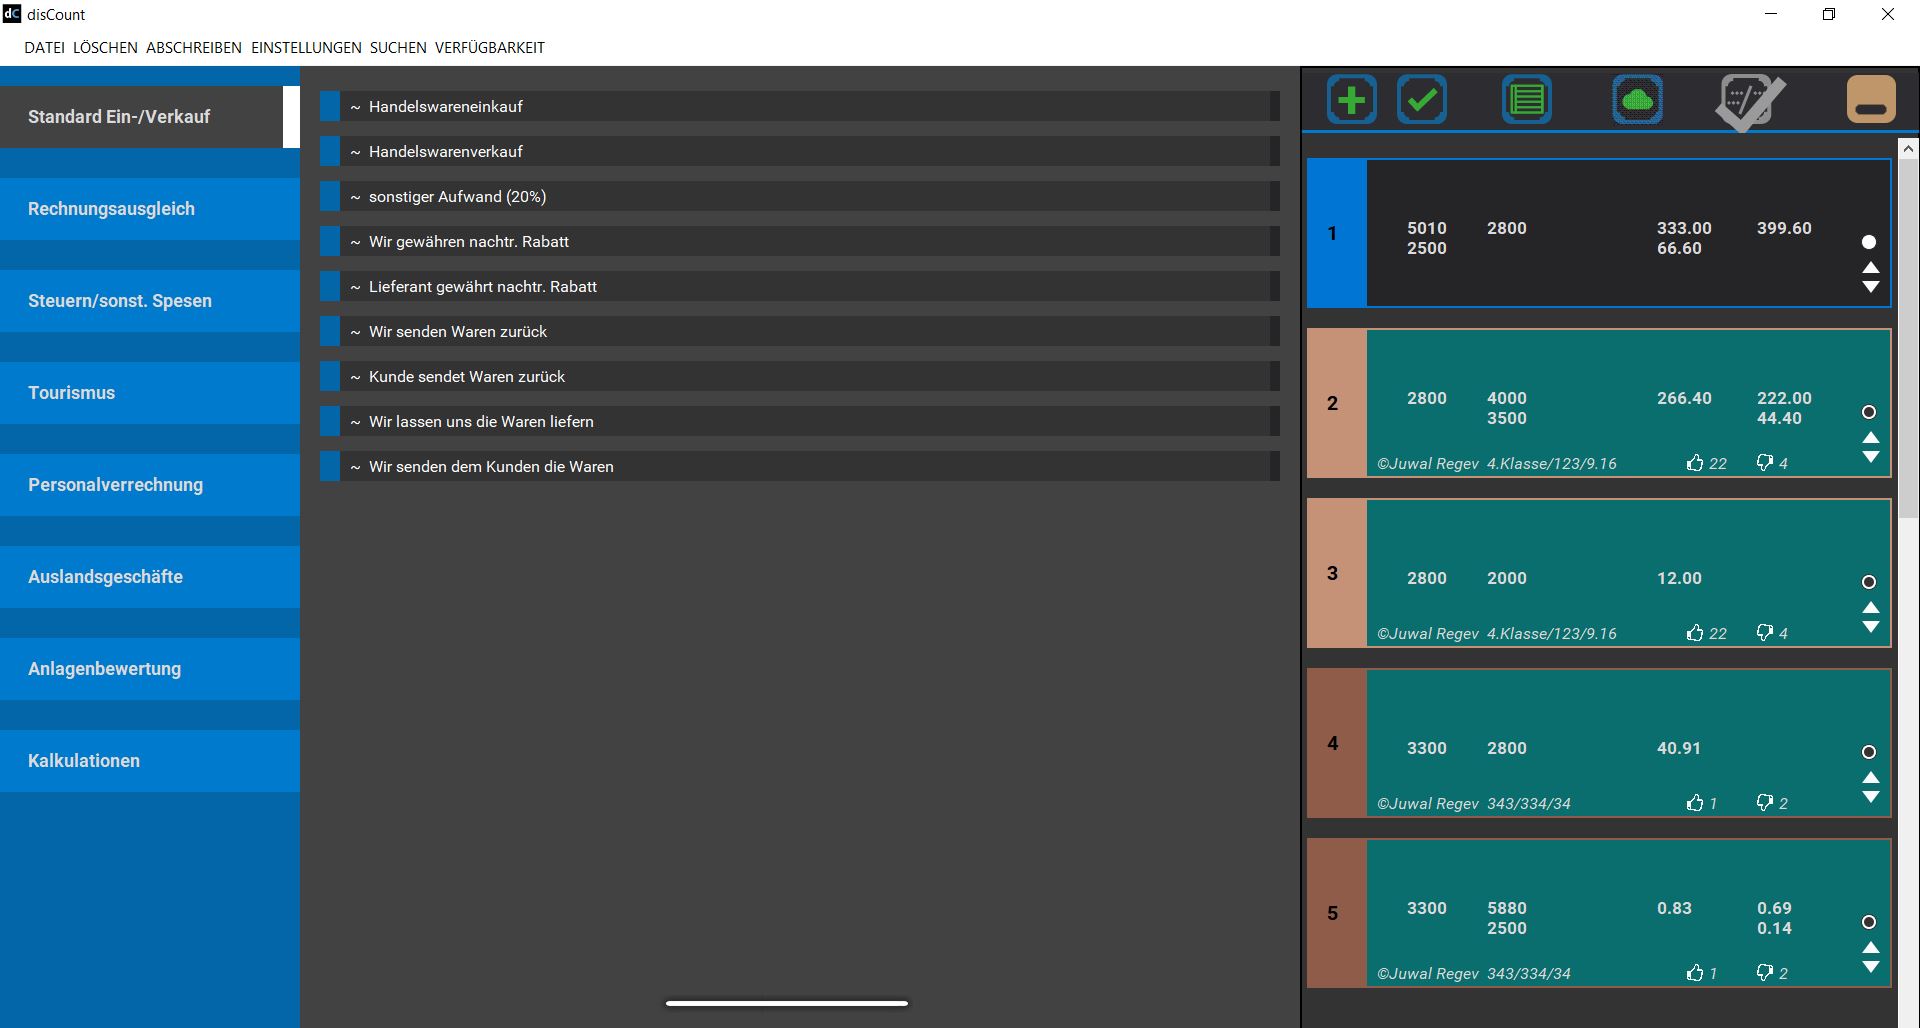 dC disCount
DATEI LÖSCHEN ABSCHREIBEN EINSTELLUNGEN SUCHEN VERFÜGBARKEIT
Standard Ein-/Verkauf
Rechnungsausgleich
Steuern/sonst. Spesen
Tourismus
Personalverrechnung
Auslandsgeschäfte
Anlagenbewertung
Kalkulationen
~ Handelswareneinkauf
~ Handelswarenverkauf
~ sonstiger Aufwand (20%)
~ Wir gewähren nachtr. Rabatt
~ Lieferant gewährt nachtr. Rabatt
~ Wir senden Waren zurück
~ Kunde sendet Waren zurück
~ Wir lassen uns die Waren liefern
~ Wir senden dem Kunden die Waren
1
5010 2800 333.00 399.60
2500 66.60
2
2800 4000 266.40 222.00
3500 44.40
©Juwal Regev 4.Klasse/123/9.16 22 4
3
2800 2000 12.00
©Juwal Regev 4.Klasse/123/9.16 22 4
4
3300 2800 40.91
©Juwal Regev 343/334/34 1 2
5
3300 5880 0.83 0.69
2500 0.14
©Juwal Regev 343/334/34 1 2